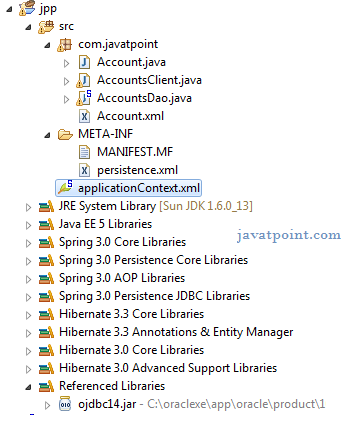 jpp
src
com.javatpoint
Account.java
AccountsClient.java
AccountsDao.java
Account.xml
META-INF
MANIFEST.MF
persistence.xml
applicationContext.xml
JRE System Library [Sun JDK 1.6.0_13]
Java EE 5 Libraries
javatpoint.com
Spring 3.0 Core Libraries
Spring 3.0 Persistence Core Libraries
Spring 3.0 AOP Libraries
Spring 3.0 Persistence JDBC Libraries
Hibernate 3.3 Core Libraries
Hibernate 3.3 Annotations & Entity Manager
Hibernate 3.0 Core Libraries
Hibernate 3.0 Advanced Support Libraries
Referenced Libraries
ojdbc14.jar - C:\oraclexe\app\oracle\product\1